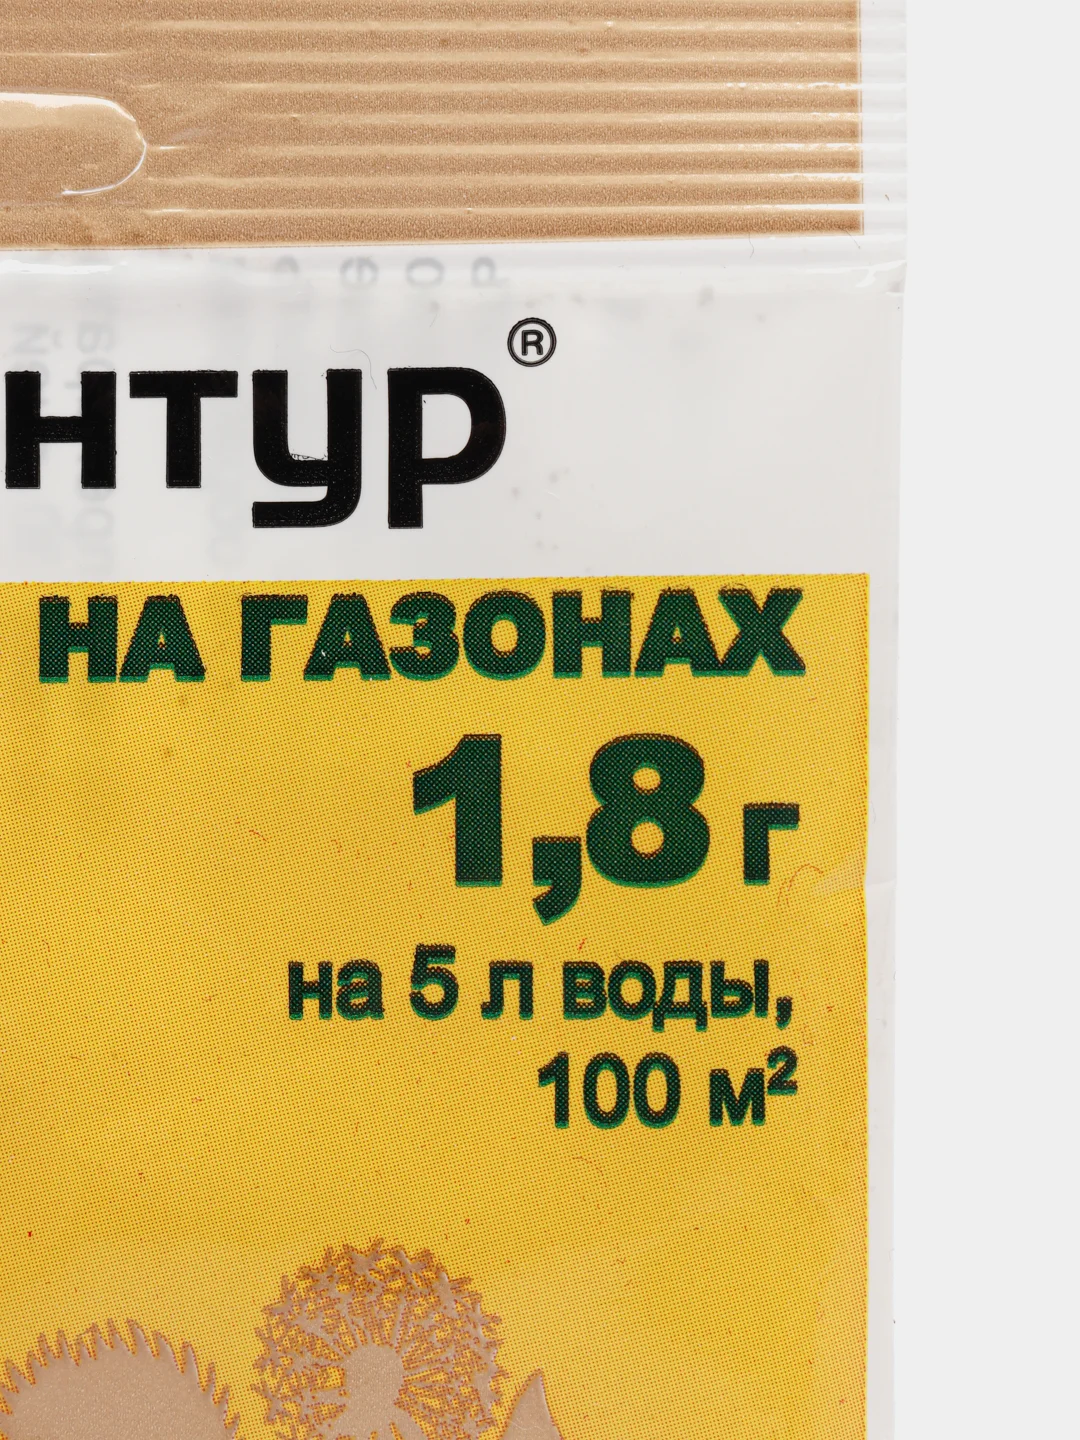 нтур®
НА ГАЗОНАХ
1,8 г
на 5 л воды,
100 м²